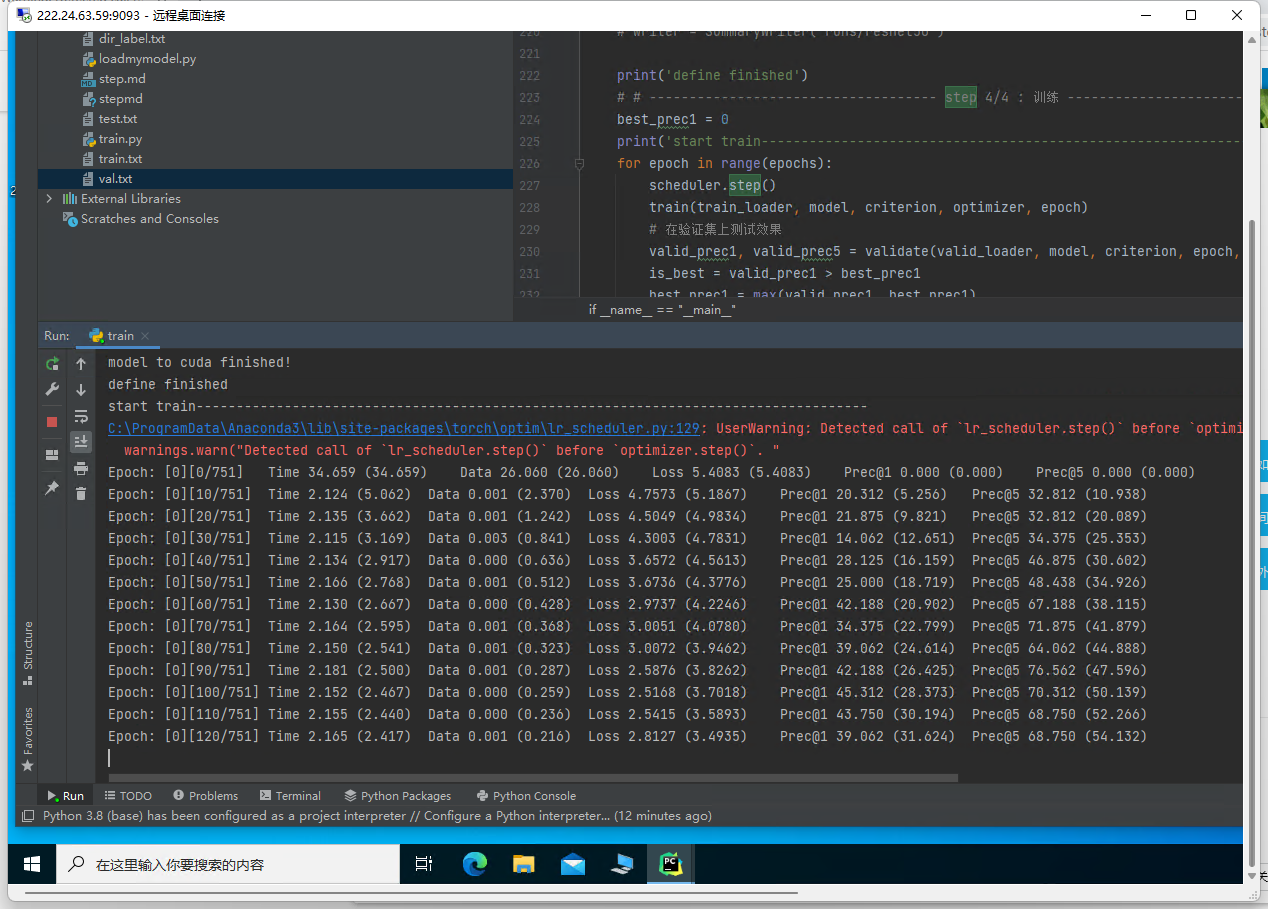 222.24.63.59:9093 - 远程桌面连接
dir_label.txt
loadmymodel.py
step.md
stepmd
test.txt
train.py
train.txt
val.txt
External Libraries
Scratches and Consoles
221
222 print('define finished')
223 # # ----------------------------------- step 4/4 : 训练 ----------------------
224 best_prec1 = 0
225 print('start train-----------------------------------------------------------
226 for epoch in range(epochs):
227 scheduler.step()
228 train(train_loader, model, criterion, optimizer, epoch)
229 # 在验证集上测试效果
230 valid_prec1, valid_prec5 = validate(valid_loader, model, criterion, epoch,
231 is_best = valid_prec1 > best_prec1
232 best_prec1 = max(valid_prec1, best_prec1)
if __name__ == "__main__"
Run: train
model to cuda finished!
define finished
start train------------------------------------------------------------------------------------
C:\ProgramData\Anaconda3\lib\site-packages\torch\optim\lr_scheduler.py:129: UserWarning: Detected call of `lr_scheduler.step()` before `optimi
warnings.warn("Detected call of `lr_scheduler.step()` before `optimizer.step()`. "
Epoch: [0][0/751] Time 34.659 (34.659) Data 26.060 (26.060) Loss 5.4083 (5.4083) Prec@1 0.000 (0.000) Prec@5 0.000 (0.000)
Epoch: [0][10/751] Time 2.124 (5.062) Data 0.001 (2.370) Loss 4.7573 (5.1867) Prec@1 20.312 (5.256) Prec@5 32.812 (10.938)
Epoch: [0][20/751] Time 2.135 (3.662) Data 0.001 (1.242) Loss 4.5049 (4.9834) Prec@1 21.875 (9.821) Prec@5 32.812 (20.089)
Epoch: [0][30/751] Time 2.115 (3.169) Data 0.003 (0.841) Loss 4.3003 (4.7831) Prec@1 14.062 (12.651) Prec@5 34.375 (25.353)
Epoch: [0][40/751] Time 2.134 (2.917) Data 0.000 (0.636) Loss 3.6572 (4.5613) Prec@1 28.125 (16.159) Prec@5 46.875 (30.602)
Epoch: [0][50/751] Time 2.166 (2.768) Data 0.001 (0.512) Loss 3.6736 (4.3776) Prec@1 25.000 (18.719) Prec@5 48.438 (34.926)
Epoch: [0][60/751] Time 2.130 (2.667) Data 0.000 (0.428) Loss 2.9737 (4.2246) Prec@1 42.188 (20.902) Prec@5 67.188 (38.115)
Epoch: [0][70/751] Time 2.164 (2.595) Data 0.001 (0.368) Loss 3.0051 (4.0780) Prec@1 34.375 (22.799) Prec@5 71.875 (41.879)
Epoch: [0][80/751] Time 2.150 (2.541) Data 0.001 (0.323) Loss 3.0072 (3.9462) Prec@1 39.062 (24.614) Prec@5 64.062 (44.888)
Epoch: [0][90/751] Time 2.181 (2.500) Data 0.001 (0.287) Loss 2.5876 (3.8262) Prec@1 42.188 (26.425) Prec@5 76.562 (47.596)
Epoch: [0][100/751] Time 2.152 (2.467) Data 0.000 (0.259) Loss 2.5168 (3.7018) Prec@1 45.312 (28.373) Prec@5 70.312 (50.139)
Epoch: [0][110/751] Time 2.155 (2.440) Data 0.000 (0.236) Loss 2.5415 (3.5893) Prec@1 43.750 (30.194) Prec@5 68.750 (52.266)
Epoch: [0][120/751] Time 2.165 (2.417) Data 0.001 (0.216) Loss 2.8127 (3.4935) Prec@1 39.062 (31.624) Prec@5 68.750 (54.132)
Structure
Favorites
Run TODO Problems Terminal Python Packages Python Console
Python 3.8 (base) has been configured as a project interpreter // Configure a Python interpreter... (12 minutes ago)
在这里输入你要搜索的内容